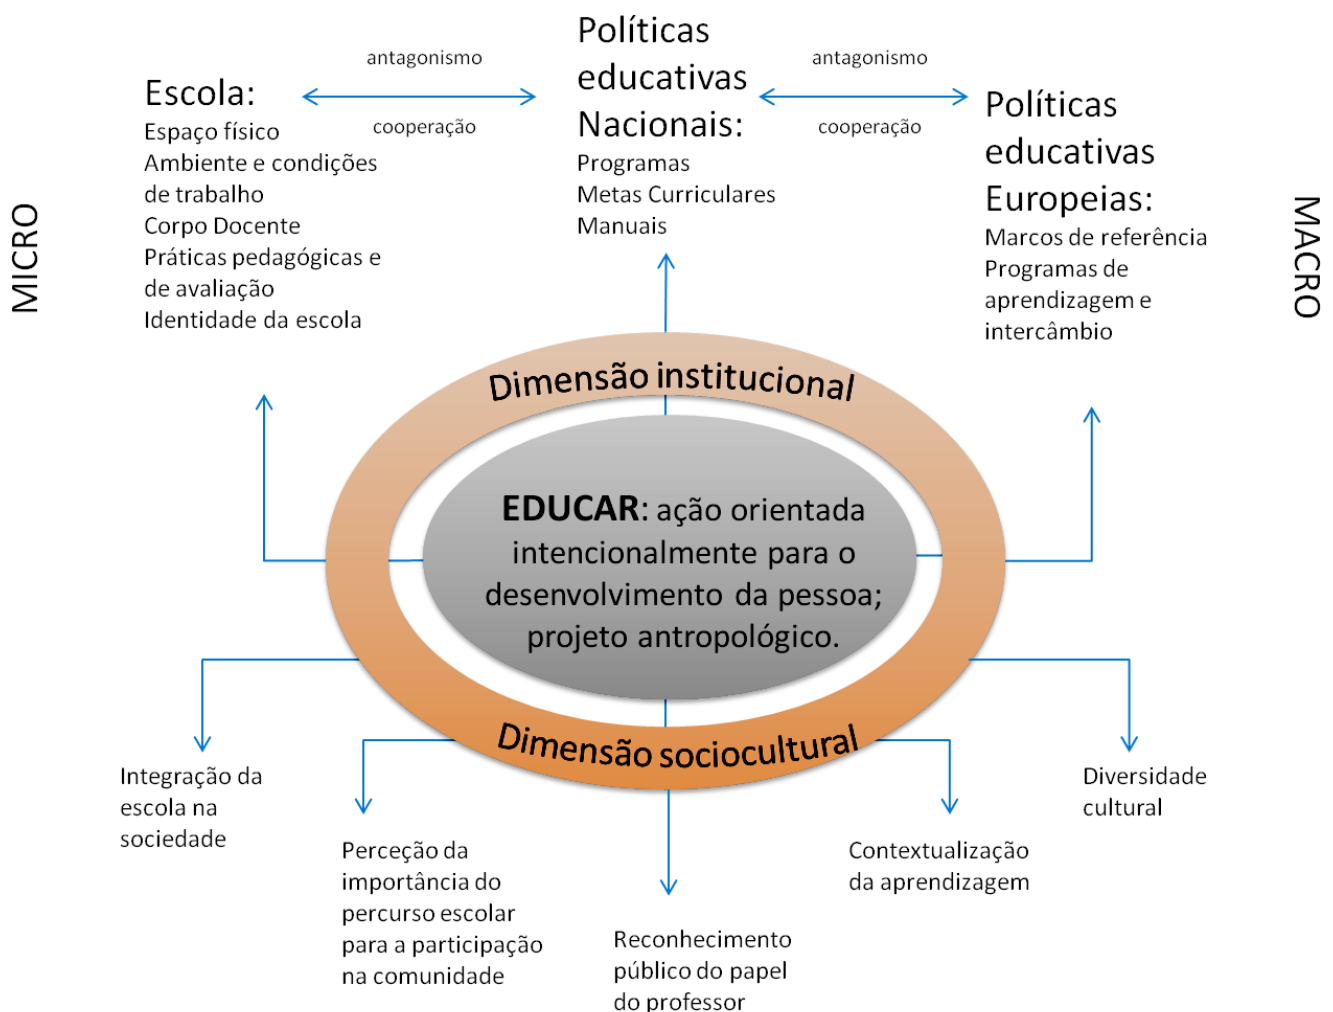 Políticas
educativas
Nacionais:
Programas
Metas Curriculares
Manuais
antagonismo
cooperação
antagonismo
cooperação
Escola:
Espaço físico
Ambiente e condições
de trabalho
Corpo Docente
Práticas pedagógicas e
de avaliação
Identidade da escola
Políticas
educativas
Europeias:
Marcos de referência
Programas de
aprendizagem e
intercâmbio
MICRO
MACRO
Dimensão institucional
EDUCAR: ação orientada
intencionalmente para o
desenvolvimento da pessoa;
projeto antropológico.
Dimensão sociocultural
Integração da
escola na
sociedade
Perceção da
importância do
percurso escolar
para a participação
na comunidade
Reconhecimento
público do papel
do professor
Contextualização
da aprendizagem
Diversidade
cultural